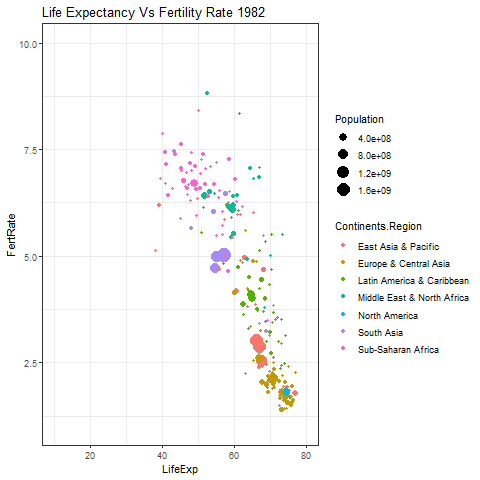 Life Expectancy Vs Fertility Rate 1982
10.0
7.5
5.0
2.5
FertRate
20
40
60
80
LifeExp
Population
4.0e+08
8.0e+08
1.2e+09
1.6e+09
Continents.Region
East Asia & Pacific
Europe & Central Asia
Latin America & Caribbean
Middle East & North Africa
North America
South Asia
Sub-Saharan Africa